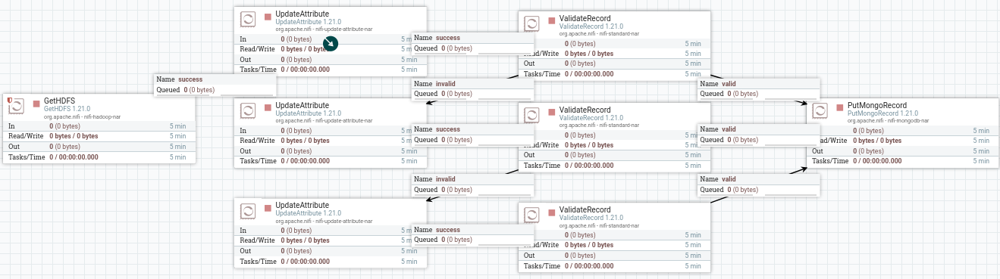 GetHDFS
GetHDFS 1.21.0
org.apache.nifi - nifi-hadoop-nar
In 0 (0 bytes) 5 min
Read/Write 0 bytes / 0 bytes 5 min
Out 0 (0 bytes) 5 min
Tasks/Time 0 / 00:00:00.000 5 min
Name success
Queued 0 (0 bytes)
UpdateAttribute
UpdateAttribute 1.21.0
org.apache.nifi - nifi-update-attribute-nar
In 0 (0 bytes) 5 m
Read/Write 0 bytes / 0 bytes 5 min
Out 0 (0 bytes) 5 min
Tasks/Time 0 / 00:00:00.000 5 min
Name success
Queued 0 (0 bytes)
ValidateRecord
ValidateRecord 1.21.0
org.apache.nifi - nifi-standard-nar
0 (0 bytes) 5 min
Read/Write 0 bytes / 0 bytes 5 min
Out 0 (0 bytes) 5 min
Tasks/Time 0 / 00:00:00.000 5 min
Name invalid
Queued 0 (0 bytes)
Name valid
Queued 0 (0 bytes)
UpdateAttribute
UpdateAttribute 1.21.0
org.apache.nifi - nifi-update-attribute-nar
In 0 (0 bytes) 5 min
Read/Write 0 bytes / 0 bytes 5 m
Out 0 (0 bytes) 5 min
Tasks/Time 0 / 00:00:00.000 5 min
Name success
Queued 0 (0 bytes)
ValidateRecord
ValidateRecord 1.21.0
org.apache.nifi - nifi-standard-nar
0 (0 bytes) 5 min
Read/Write 0 bytes / 0 bytes 5 m
Out 0 (0 bytes) 5 min
Tasks/Time 0 / 00:00:00.000 5 min
Name valid
Queued 0 (0 bytes)
Name invalid
Queued 0 (0 bytes)
Name valid
Queued 0 (0 bytes)
UpdateAttribute
UpdateAttribute 1.21.0
org.apache.nifi - nifi-update-attribute-nar
In 0 (0 bytes) 5 m
Read/Write 0 bytes / 0 bytes 5 m
Out 0 (0 bytes) 5 min
Tasks/Time 0 / 00:00:00.000 5 min
Name success
Queued 0 (0 bytes)
ValidateRecord
ValidateRecord 1.21.0
org.apache.nifi - nifi-standard-nar
0 (0 bytes) 5 min
Read/Write 0 bytes / 0 bytes 5 min
Out 0 (0 bytes) 5 min
Tasks/Time 0 / 00:00:00.000 5 min
PutMongoRecord
PutMongoRecord 1.21.0
org.apache.nifi - nifi-mongodb-nar
0 (0 bytes) 5 min
ad/Write 0 bytes / 0 bytes 5 min
Out 0 (0 bytes) 5 min
Tasks/Time 0 / 00:00:00.000 5 min